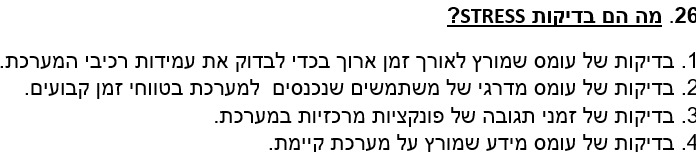 26. מה הם בדיקות STRESS?
1. בדיקות של עומס שמורץ לאורך זמן ארוך בכדי לבדוק את עמידות רכיבי המערכת.
2. בדיקות של עומס מדרגי של משתמשים שנכנסים למערכת בטווחי זמן קבועים.
3. בדיקות של זמני תגובה של פונקציות מרכזיות במערכת.
4. בדיקות של עומס מידע שמורץ על מערכת קיימת.